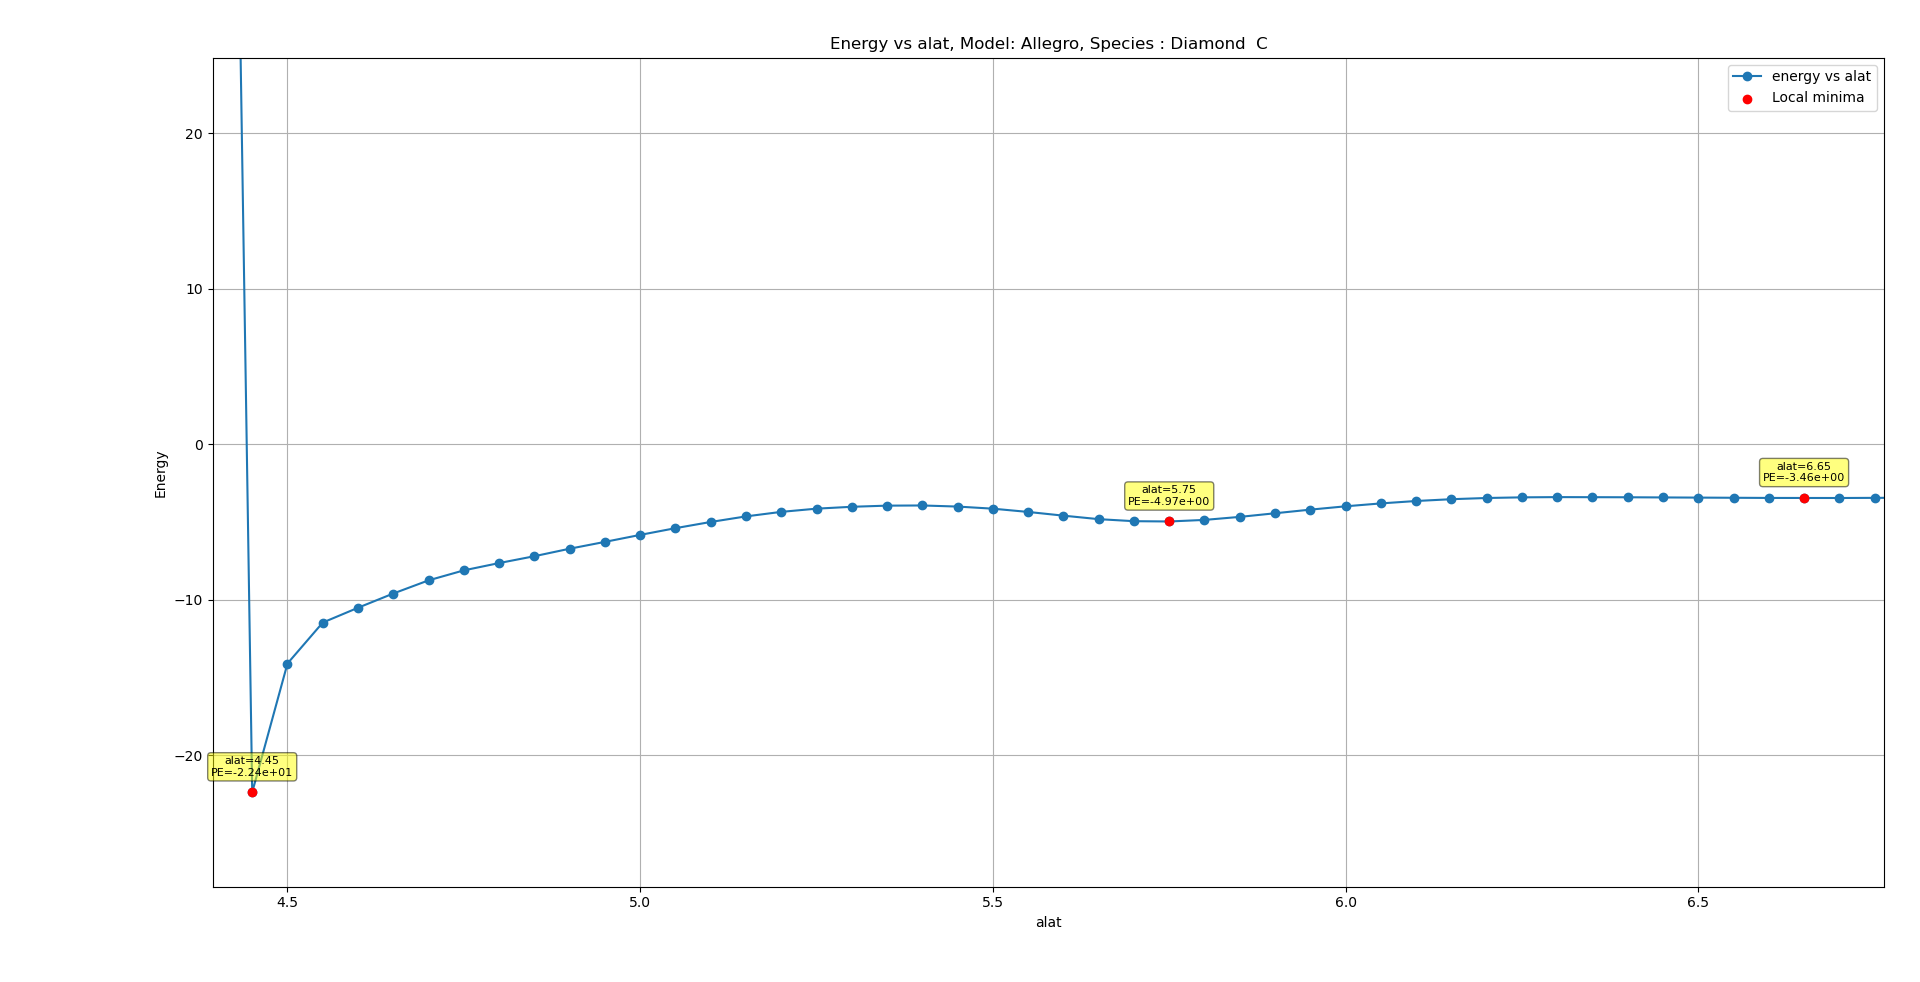 Energy vs alat, Model: Allegro, Species : Diamond  C
energy vs alat
Local minima
20
10
0
−10
−20
Energy
alat=4.45
PE=-2.24e+01
alat=5.75
PE=-4.97e+00
alat=6.65
PE=-3.46e+00
4.5
5.0
5.5
6.0
6.5
alat